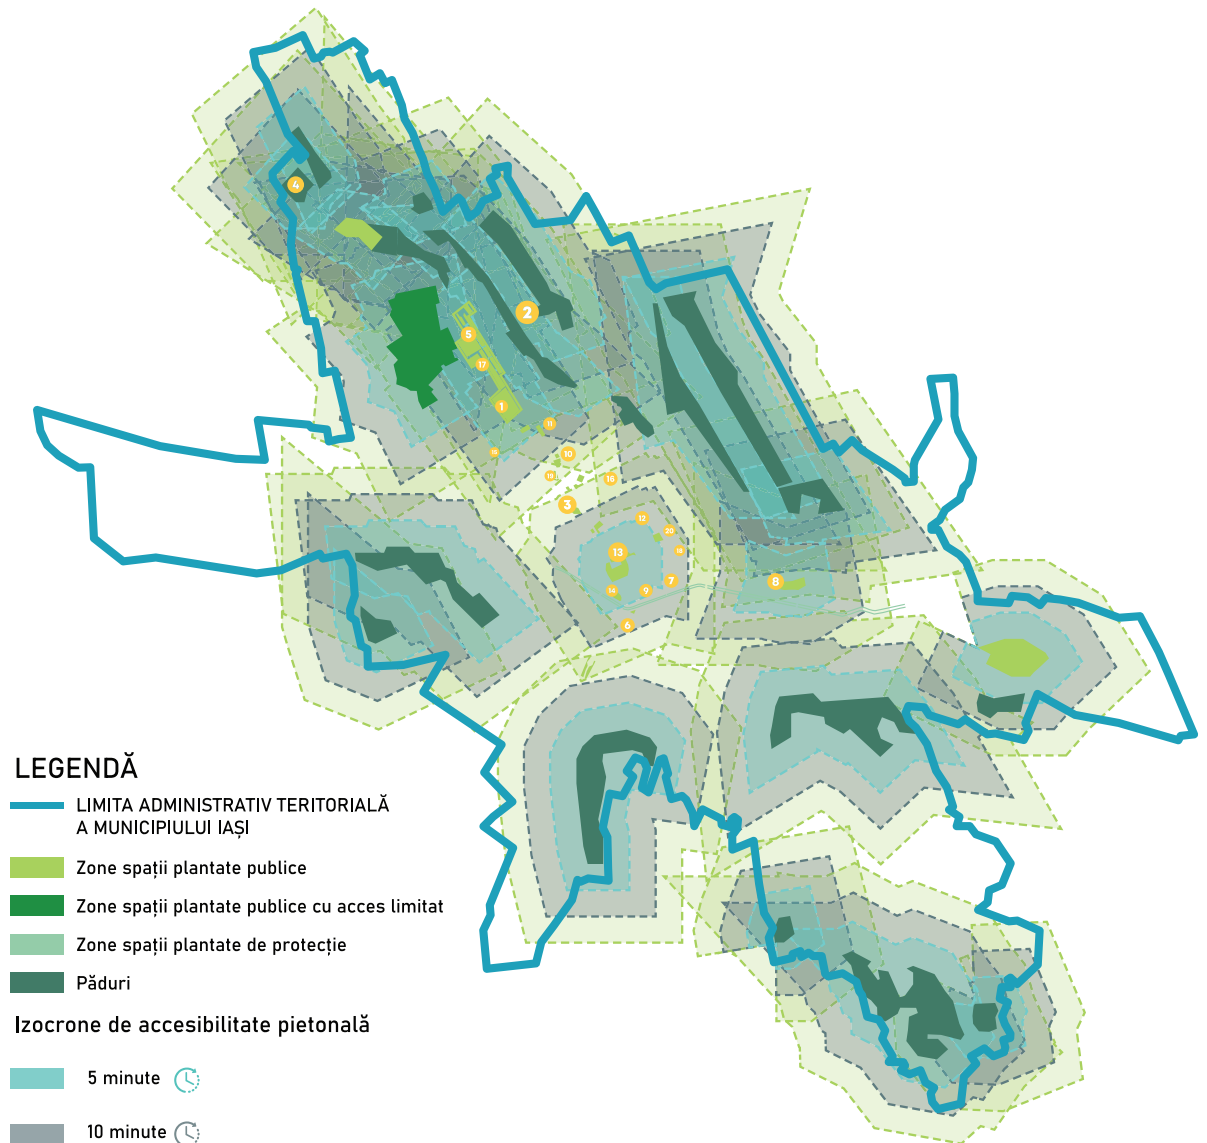 4
2
5
17
1
11
10
16
3
12
20
13
7
8
14
9
6
LEGENDĂ
LIMITA ADMINISTRATIV TERITORIALĂ
A MUNICIPIULUI IAȘI
Zone spații plantate publice
Zone spații plantate publice cu acces limitat
Zone spații plantate de protecție
Păduri
Izocrone de accesibilitate pietonală
5 minute
10 minute